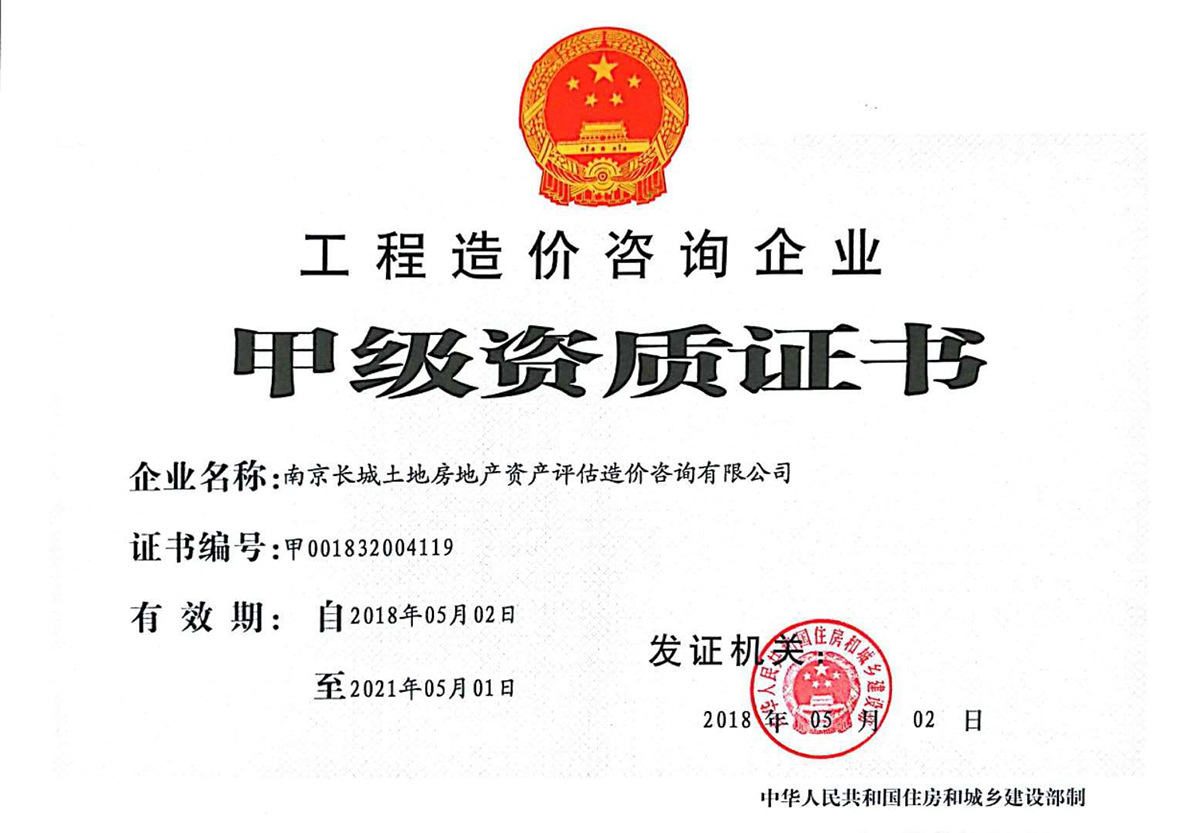 工程造价咨询企业
甲级资质证书
企业名称:南京长城土地房地产资产评估造价咨询有限公司
证书编号:甲001832004119
有效期: 自2018年05月02日
至2021年05月01日
发证机关:
中华人民共和国住房和城乡建设部
2018 年 05 月 02 日
中华人民共和国住房和城乡建设部制